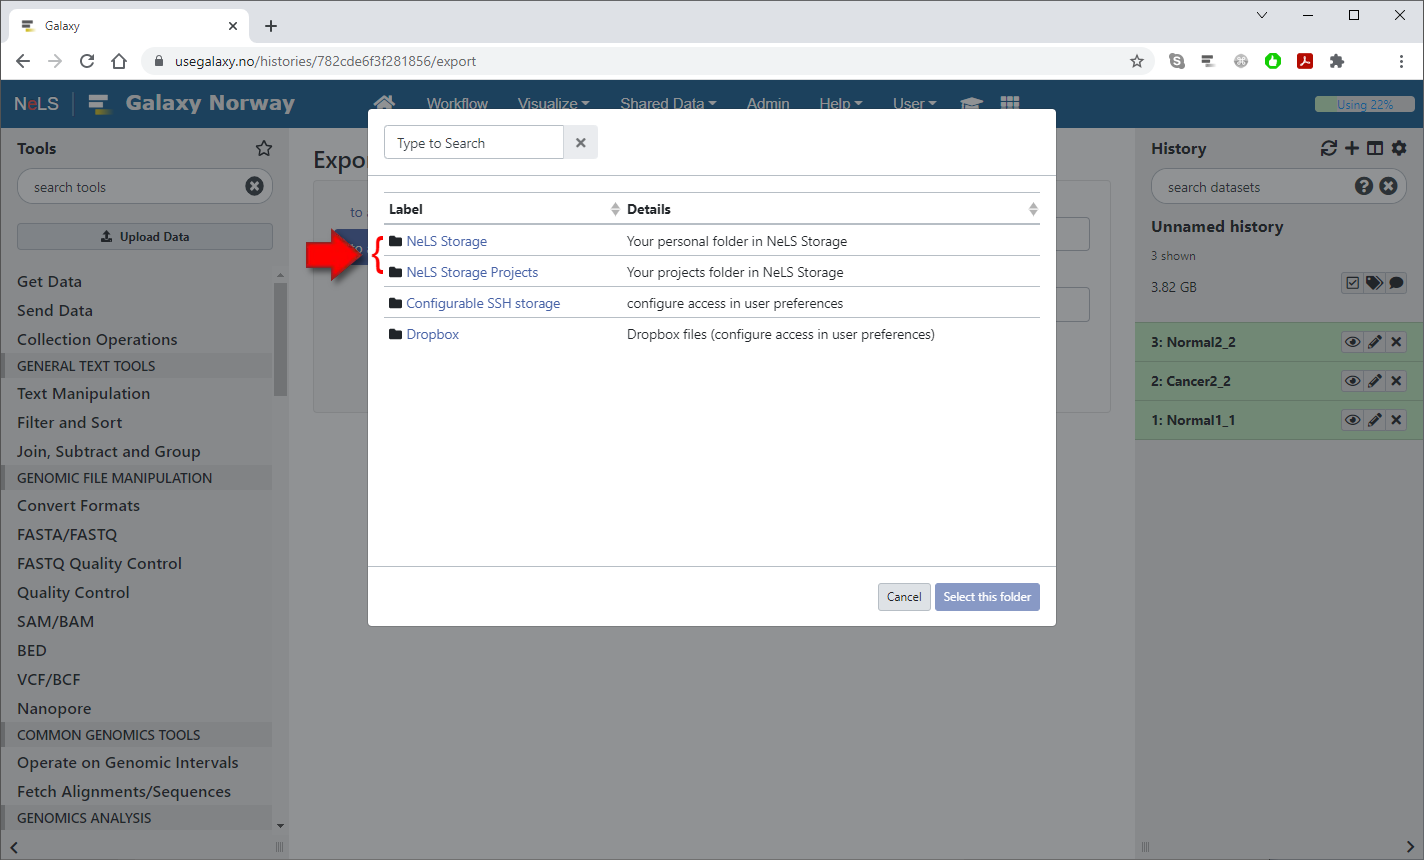 Galaxy
usegalaxy.no/histories/782cde6f3f281856/export
NeLS
Galaxy Norway
Workflow
Visualize
Shared Data
Admin
Help
User
Using 22%
Tools
search tools
Upload Data
Get Data
Send Data
Collection Operations
GENERAL TEXT TOOLS
Text Manipulation
Filter and Sort
Join, Subtract and Group
GENOMIC FILE MANIPULATION
Convert Formats
FASTA/FASTQ
FASTQ Quality Control
Quality Control
SAM/BAM
BED
VCF/BCF
Nanopore
COMMON GENOMICS TOOLS
Operate on Genomic Intervals
Fetch Alignments/Sequences
GENOMICS ANALYSIS
Expo
to
to
Type to Search
Label Details
NeLS Storage Your personal folder in NeLS Storage
NeLS Storage Projects Your projects folder in NeLS Storage
Configurable SSH storage configure access in user preferences
Dropbox Dropbox files (configure access in user preferences)
Cancel
Select this folder
History
search datasets
Unnamed history
3 shown
3.82 GB
3: Normal2_2
2: Cancer2_2
1: Normal1_1